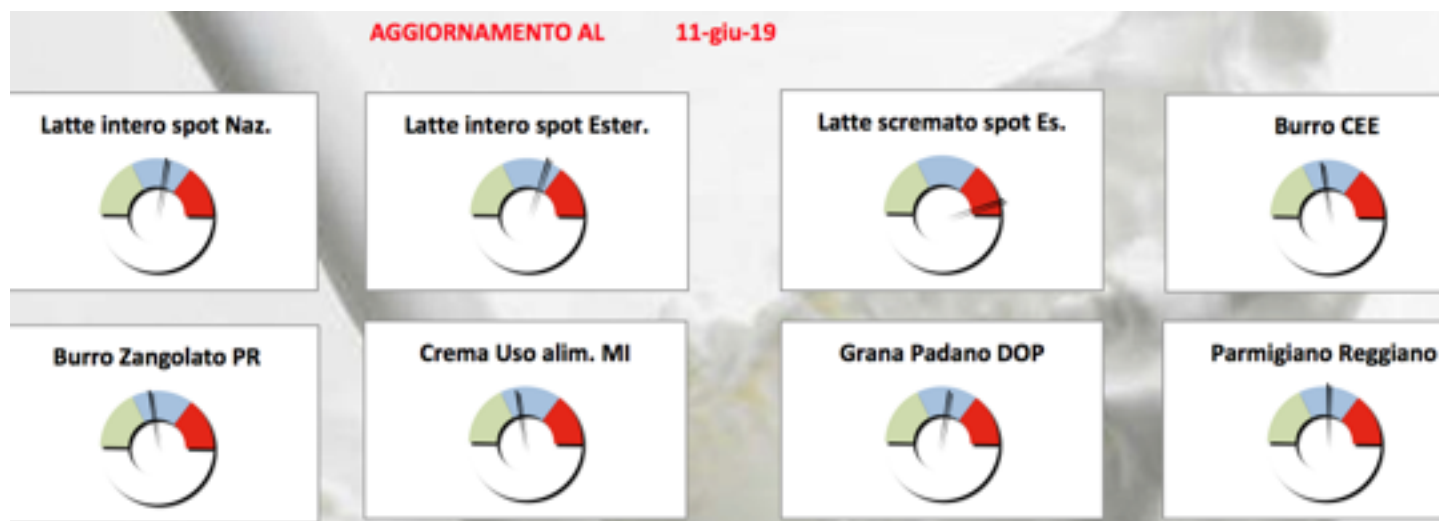 AGGIORNAMENTO AL 11-giu-19
Latte intero spot Naz.
Latte intero spot Ester.
Latte scremato spot Es.
Burro CEE
Burro Zangolato PR
Crema Uso alim. MI
Grana Padano DOP
Parmigiano Reggiano